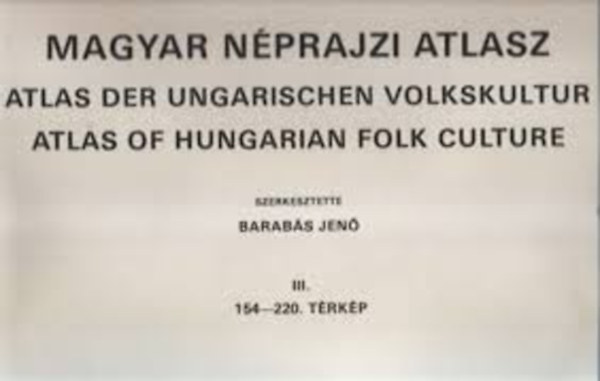 MAGYAR NÉPRAJZI ATLASZ
ATLAS DER UNGARISCHEN VOLKSKULTUR
ATLAS OF HUNGARIAN FOLK CULTURE
SZERKESZTETTE
BARABÁS JENŐ
III.
154—220. TÉRKÉP